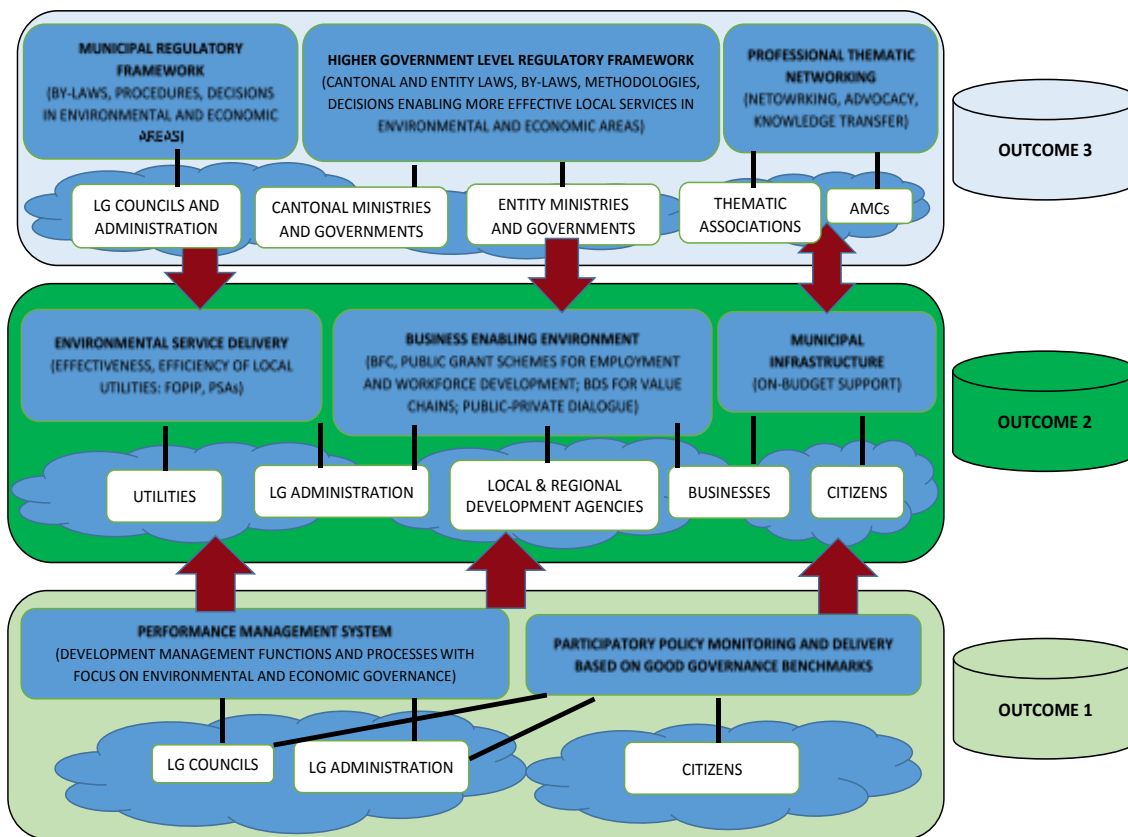 MUNICIPAL REGULATORY
FRAMEWORK
(BY-LAWS, PROCEDURES, DECISIONS
IN ENVIRONMENTAL AND ECONOMIC
AREAS)
HIGHER GOVERNMENT LEVEL REGULATORY FRAMEWORK
(CANTONAL AND ENTITY LAWS, BY-LAWS, METHODOLOGIES,
DECISIONS ENABLING MORE EFFECTIVE LOCAL SERVICES IN
ENVIRONMENTAL AND ECONOMIC AREAS)
PROFESSIONAL THEMATIC
NETWORKING
(NETOWRKING, ADVOCACY,
KNOWLEDGE TRANSFER)
OUTCOME 3
LG COUNCILS AND
ADMINISTRATION
CANTONAL MINISTRIES
AND GOVERNMENTS
ENTITY MINISTRIES
AND GOVERNMENTS
THEMATIC
ASSOCIATIONS
AMCs
ENVIRONMENTAL SERVICE DELIVERY
(EFFECTIVENESS, EFFICIENCY OF LOCAL
UTILITIES: FOPIP, PSAs)
BUSINESS ENABLING ENVIRONMENT
(BFC, PUBLIC GRANT SCHEMES FOR EMPLOYMENT
AND WORKFORCE DEVELOPMENT; BDS FOR VALUE
CHAINS; PUBLIC-PRIVATE DIALOGUE)
MUNICIPAL
INFRASTRUCTURE
(ON-BUDGET SUPPORT)
OUTCOME 2
UTILITIES
LG ADMINISTRATION
LOCAL & REGIONAL
DEVELOPMENT AGENCIES
BUSINESSES
CITIZENS
PERFORMANCE MANAGEMENT SYSTEM
(DEVELOPMENT MANAGEMENT FUNCTIONS AND PROCESSES WITH
FOCUS ON ENVIRONMENTAL AND ECONOMIC GOVERNANCE)
PARTICIPATORY POLICY MONITORING AND DELIVERY
BASED ON GOOD GOVERNANCE BENCHMARKS
OUTCOME 1
LG COUNCILS
LG ADMINISTRATION
CITIZENS